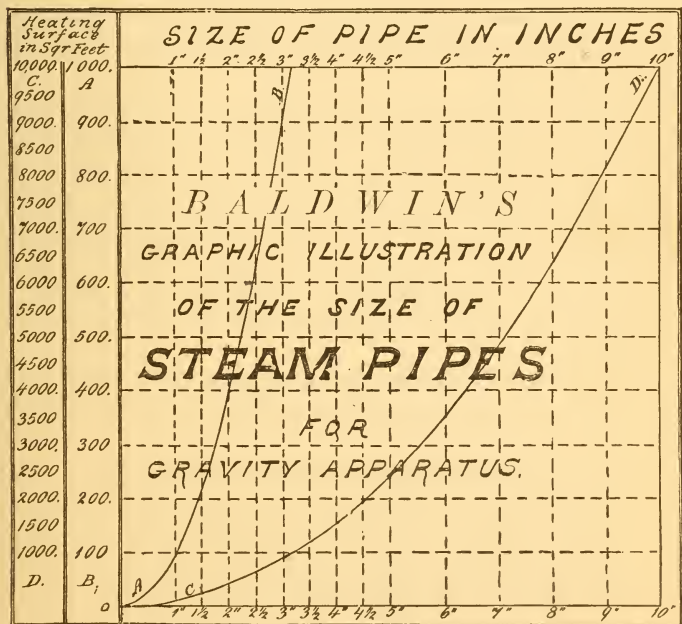 Heating
Surface
in Sqr Feet
SIZE OF PIPE IN INCHES
1" 1½ 2" 2½ 3" 3½ 4" 4½ 5" 6" 7" 8" 9" 10"
10,000. 1000.
C. A
9500
9000. 900.
8500
8000 800.
7500
7000. 700
6500
6000 600.
5500
5000 500.
4500
4000. 400.
3500
3000. 300
2500
2000. 200.
1500
1000. 100
D. B,
0
B.
D.
BALDWIN'S
GRAPHIC ILLUSTRATION
OF THE SIZE OF
STEAM PIPES
FOR
GRAVITY APPARATUS.
A
C.
1" 1½ 2" 2½ 3" 3½ 4" 4½ 5" 6" 7" 8" 9" 10"